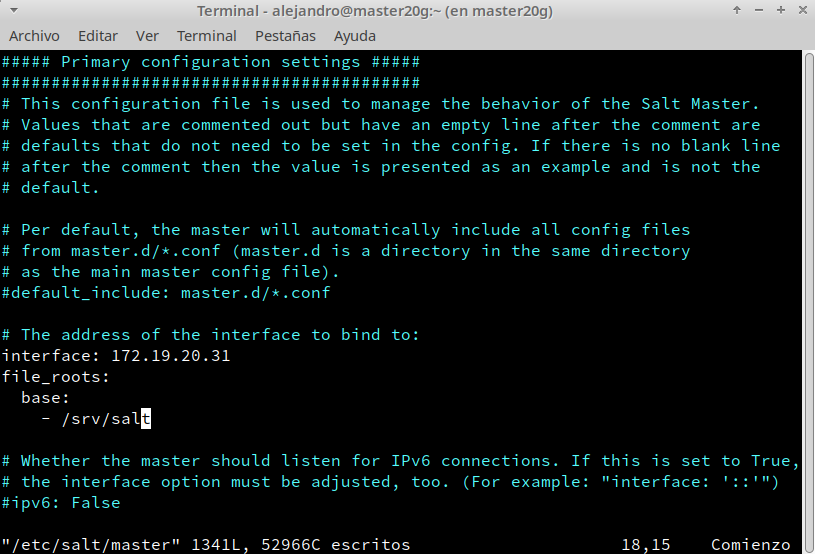 Terminal - alejandro@master20g:~ (en master20g)
Archivo Editar Ver Terminal Pestañas Ayuda
##### Primary configuration settings #####
##########################################
# This configuration file is used to manage the behavior of the Salt Master.
# Values that are commented out but have an empty line after the comment are
# defaults that do not need to be set in the config. If there is no blank line
# after the comment then the value is presented as an example and is not the
# default.
# Per default, the master will automatically include all config files
# from master.d/*.conf (master.d is a directory in the same directory
# as the main master config file).
#default_include: master.d/*.conf
# The address of the interface to bind to:
interface: 172.19.20.31
file_roots:
  base:
    - /srv/salt
# Whether the master should listen for IPv6 connections. If this is set to True,
# the interface option must be adjusted, too. (For example: "interface: '::'")
#ipv6: False
"/etc/salt/master" 1341L, 52966C escritos 18,15 Comienzo